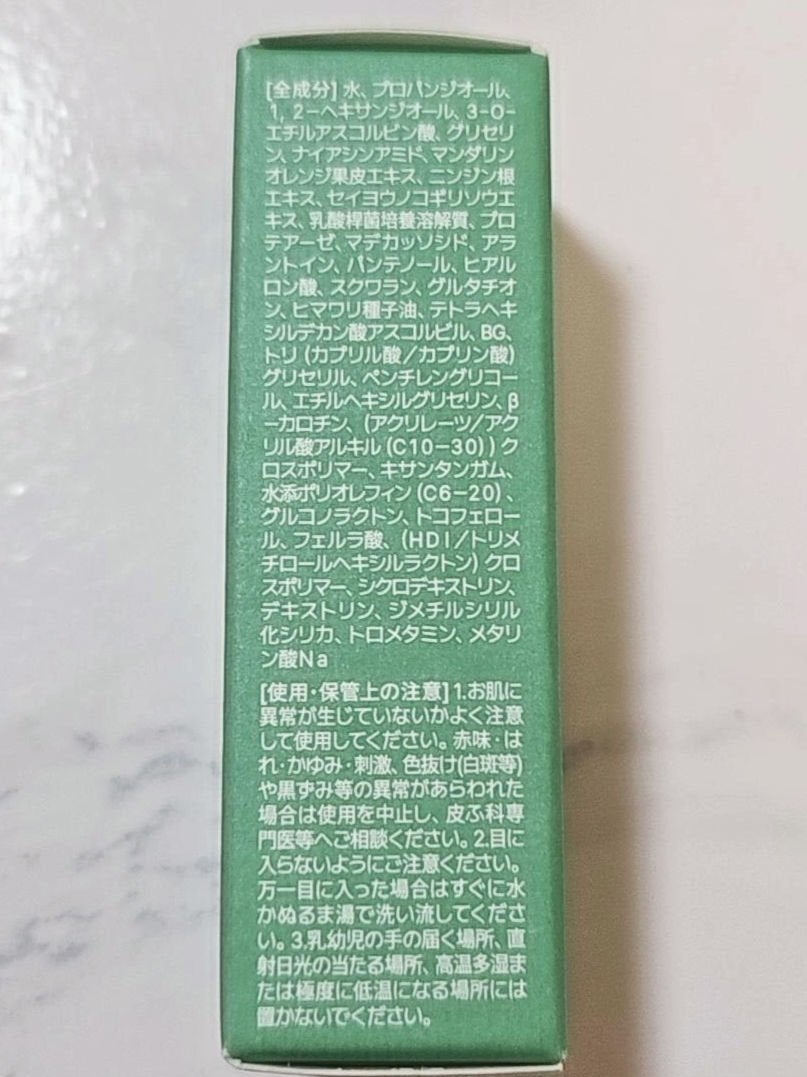 [全成分] 水、プロパンジオール、
1, 2-ヘキサンジオール、3-O-
エチルアスコルビン酸、グリセリ
ン、ナイアシンアミド、マンダリン
オレンジ果皮エキス、ニンジン根
エキス、セイヨウノコギリソウエ
キス、乳酸桿菌培養溶解質、プロ
テアーゼ、マデカッソシド、アラ
ントイン、パンテノール、ヒアル
ロン酸、スクワラン、グルタチオ
ン、ヒマワリ種子油、テトラヘキ
シルデカン酸アスコルビル、BG、
トリ (カプリル酸/カプリン酸)
グリセリル、ペンチレングリコー
ル、エチルヘキシルグリセリン、β
-カロチン、(アクリレーツ/アク
リル酸アルキル (C10-30) ) ク
ロスポリマー、キサンタンガム、
水添ポリオレフィン (C6-20) 、
グルコノラクトン、トコフェロー
ル、フェルラ酸、(HDI/トリメ
チロールヘキシルラクトン) クロ
スポリマー、シクロデキストリン、
デキストリン、ジメチルシリル
化シリカ、トロメタミン、メタリ
ン酸Na
[使用・保管上の注意] 1.お肌に
異常が生じていないかよく注意
して使用してください。赤味・は
れ・かゆみ・刺激、色抜け(白斑等)
や黒ずみ等の異常があらわれた
場合は使用を中止し、皮ふ科専
門医等へご相談ください。2.目に
入らないようにご注意ください。
万一目に入った場合はすぐに水
かぬるま湯で洗い流してくださ
い。3.乳幼児の手の届く場所、直
射日光の当たる場所、高温多湿ま
たは極度に低温になる場所には
置かないでください。